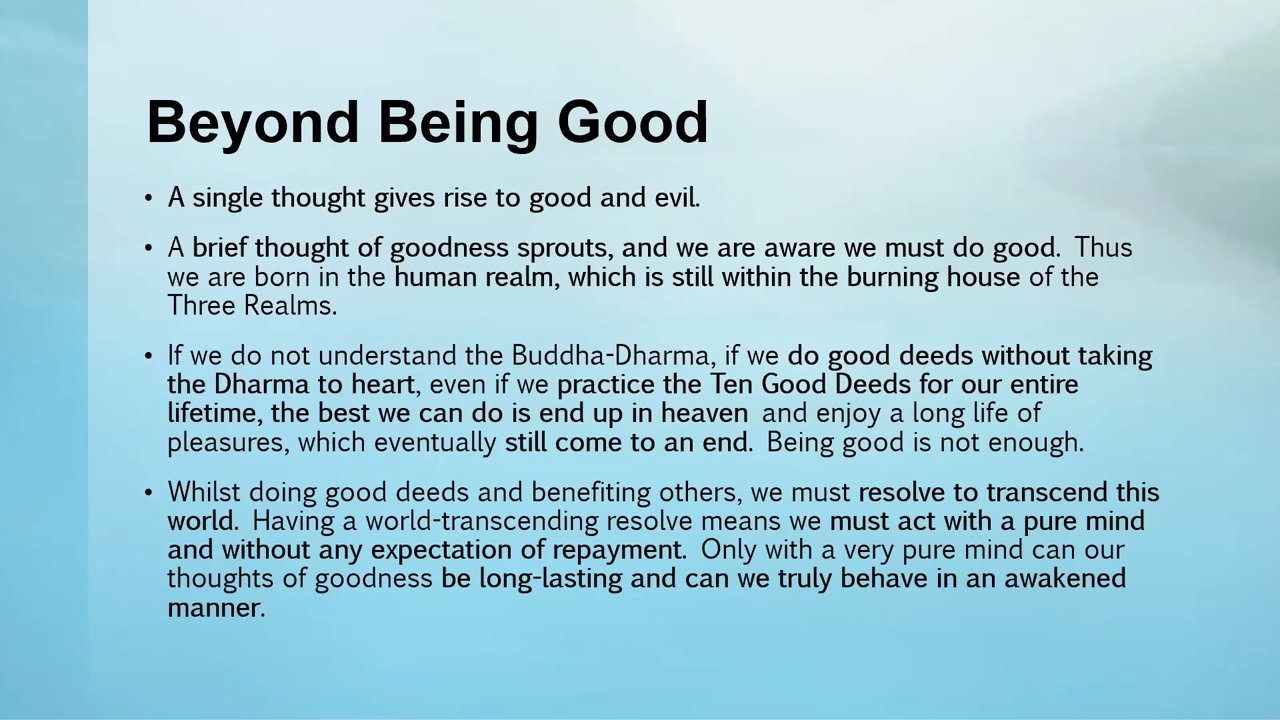 Beyond Being Good
• A single thought gives rise to good and evil.
• A brief thought of goodness sprouts, and we are aware we must do good. Thus
we are born in the human realm, which is still within the burning house of the
Three Realms.
• If we do not understand the Buddha-Dharma, if we do good deeds without taking
the Dharma to heart, even if we practice the Ten Good Deeds for our entire
lifetime, the best we can do is end up in heaven and enjoy a long life of
pleasures, which eventually still come to an end. Being good is not enough.
• Whilst doing good deeds and benefiting others, we must resolve to transcend this
world. Having a world-transcending resolve means we must act with a pure mind
and without any expectation of repayment. Only with a very pure mind can our
thoughts of goodness be long-lasting and can we truly behave in an awakened
manner.